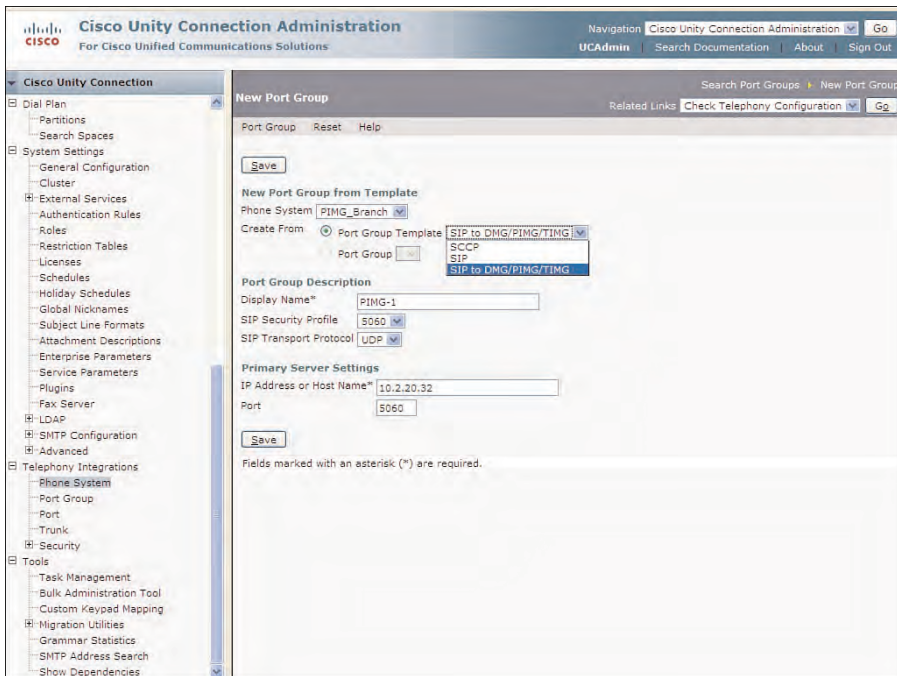 Cisco Unity Connection Administration
Navigation Cisco Unity Connection Administration Go
CISCO
For Cisco Unified Communications Solutions
UCAdmin | Search Documentation | About | Sign Out
Cisco Unity Connection
Dial Plan
Partitions
Search Spaces
System Settings
General Configuration
Cluster
External Services
Authentication Rules
Roles
Restriction Tables
Licenses
Schedules
Holiday Schedules
Global Nicknames
Subject Line Formats
Attachment Descriptions
Enterprise Parameters
Service Parameters
Plugins
Fax Server
LDAP
SMTP Configuration
Advanced
Telephony Integrations
Phone System
Port Group
Port
Trunk
Security
Tools
Task Management
Bulk Administration Tool
Custom Keypad Mapping
Migration Utilities
Grammar Statistics
SMTP Address Search
Show Dependencies
Search Port Groups New Port Group
New Port Group
Related Links Check Telephony Configuration Go
Port Group Reset Help
Save
New Port Group from Template
Phone System PIMG_Branch
Create From Port Group Template SIP to DMG/PIMG/TIMG
SCCP
Port Group
SIP
SIP to DMG/PIMG/TIMG
Port Group Description
Display Name* PIMG-1
SIP Security Profile 5060
SIP Transport Protocol UDP
Primary Server Settings
IP Address or Host Name* 10.2.20.32
Port 5060
Save
Fields marked with an asterisk (*) are required.